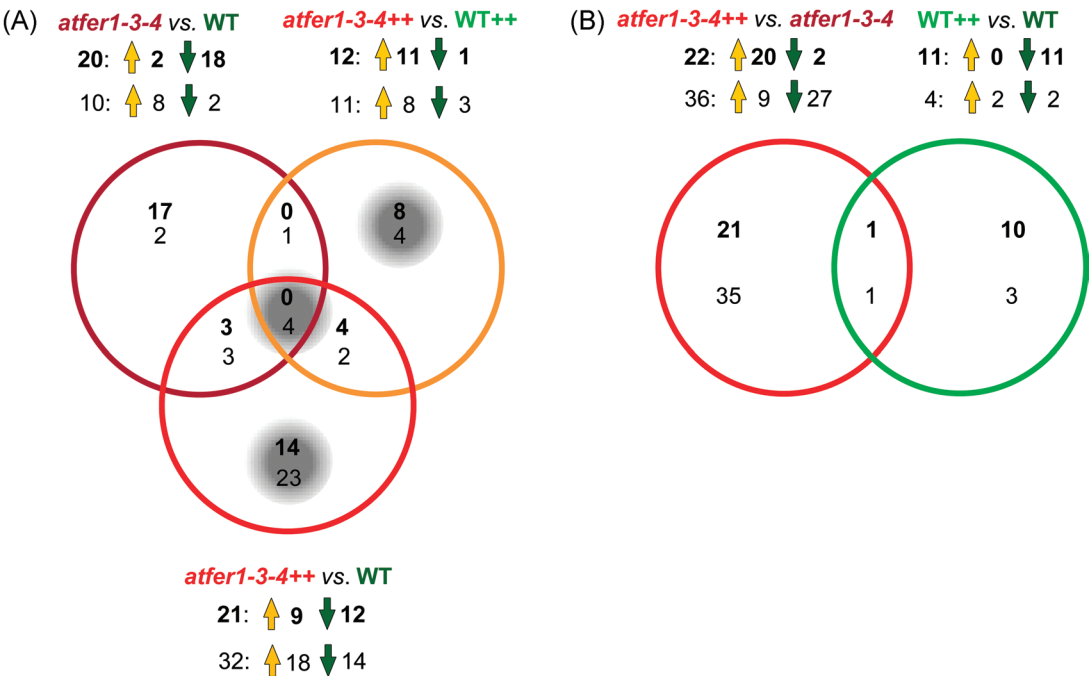 (A)
atfer1-3-4 vs. WT
20: 2 18
10: 8 2
atfer1-3-4++ vs. WT++
12: 11 1
11: 8 3
17
2
0
1
8
4
0
4
3
3
4
2
14
23
atfer1-3-4++ vs. WT
21: 9 12
32: 18 14
(B)
atfer1-3-4++ vs. atfer1-3-4
22: 20 2
36: 9 27
WT++ vs. WT
11: 0 11
4: 2 2
21
35
1
1
10
3